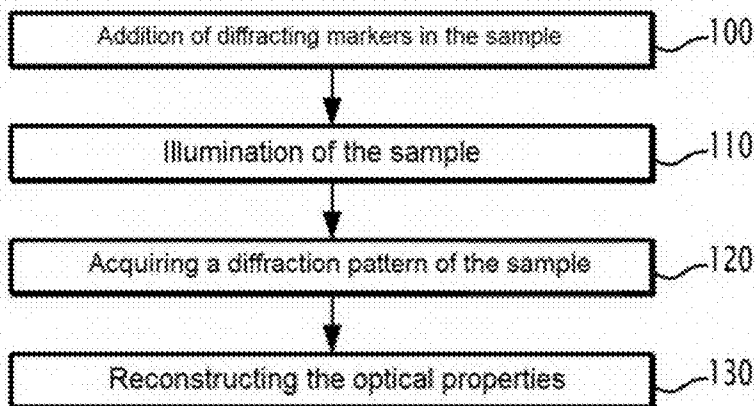 Addition of diffracting markers in the sample 100
Illumination of the sample 110
Acquiring a diffraction pattern of the sample 120
Reconstructing the optical properties 130